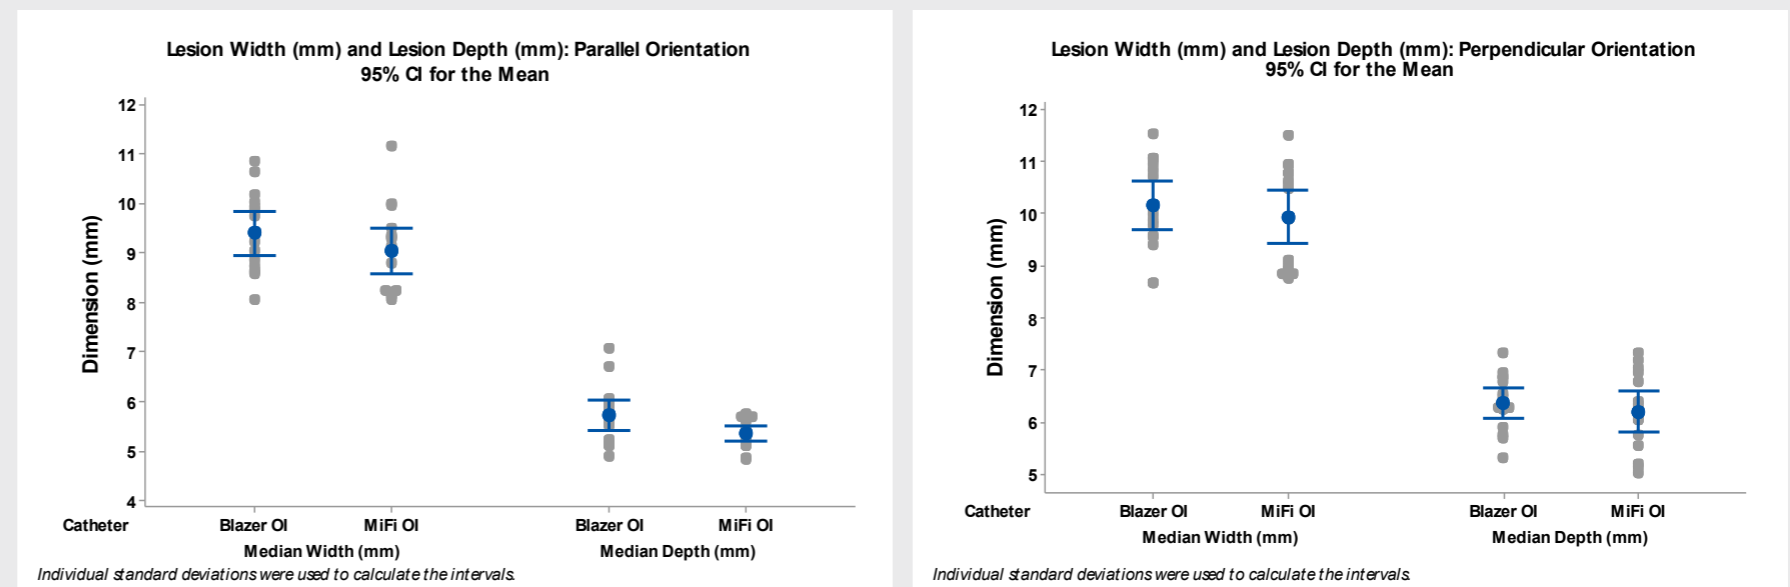 Lesion Width (mm) and Lesion Depth (mm): Parallel Orientation
95% CI for the Mean
12
11
10
9
8
7
6
5
4
Dimension (mm)
Catheter Blazer OI MiFi OI Blazer OI MiFi OI
Median Width (mm) Median Depth (mm)
Individual standard deviations were used to calculate the intervals.
Lesion Width (mm) and Lesion Depth (mm): Perpendicular Orientation
95% CI for the Mean
12
11
10
9
8
7
6
5
Dimension (mm)
Catheter Blazer OI MiFi OI Blazer OI MiFi OI
Median Width (mm) Median Depth (mm)
Individual standard deviations were used to calculate the intervals.